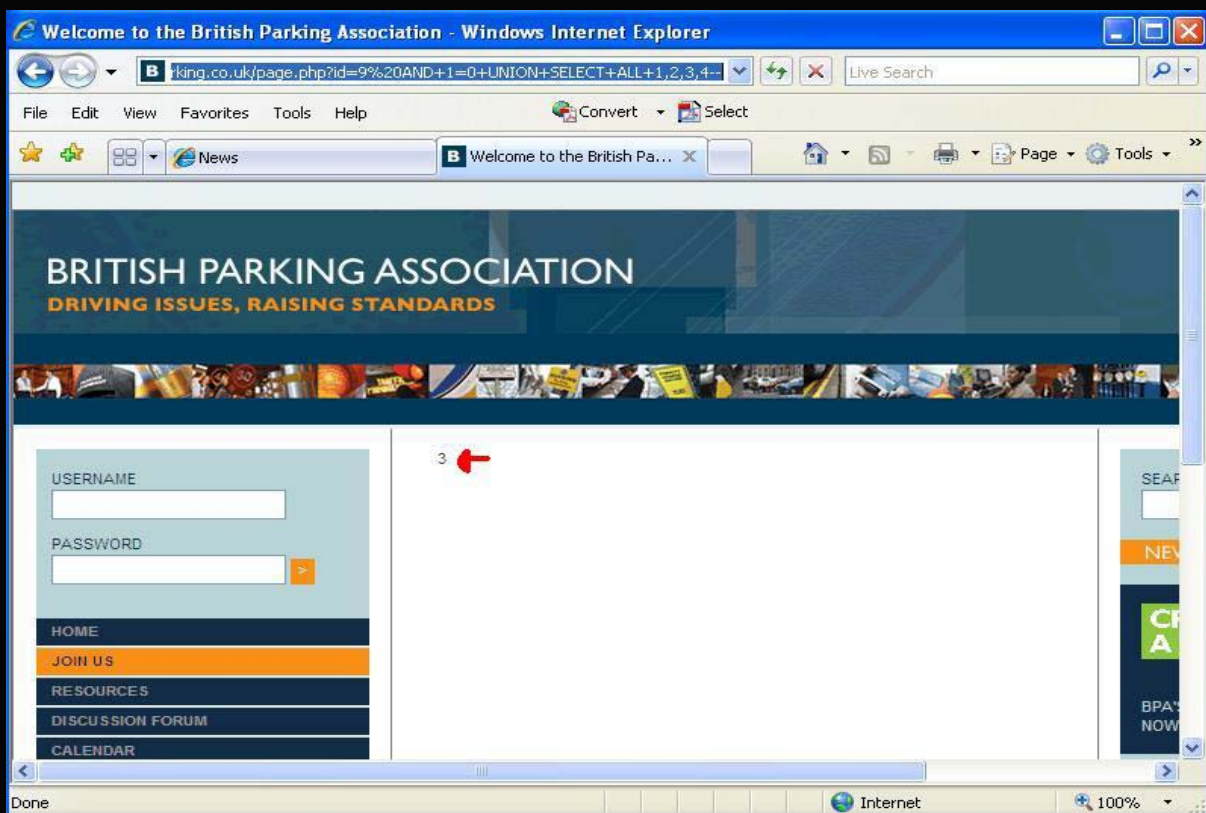 Welcome to the British Parking Association - Windows Internet Explorer
rking.co.uk/page.php?id=9%20AND+1=0+UNION+SELECT+ALL+1,2,3,4--
Live Search
File Edit View Favorites Tools Help
Convert Select
News
Welcome to the British Pa...
Page Tools »
BRITISH PARKING ASSOCIATION
DRIVING ISSUES, RAISING STANDARDS
3
USERNAME
PASSWORD
>
HOME
JOIN US
RESOURCES
DISCUSSION FORUM
CALENDAR
SEAR
NEW
CR
A
BPA'S
NOW
Done
Internet
100%